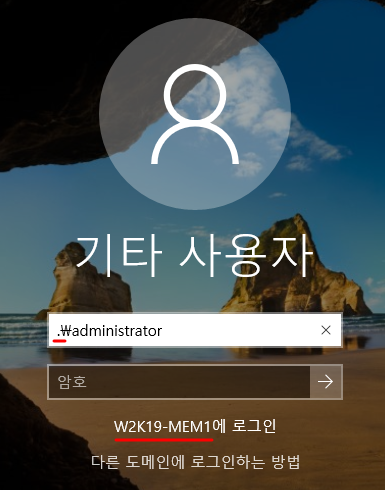 기타 사용자
.₩administrator
암호
W2K19-MEM1에 로그인
다른 도메인에 로그인하는 방법